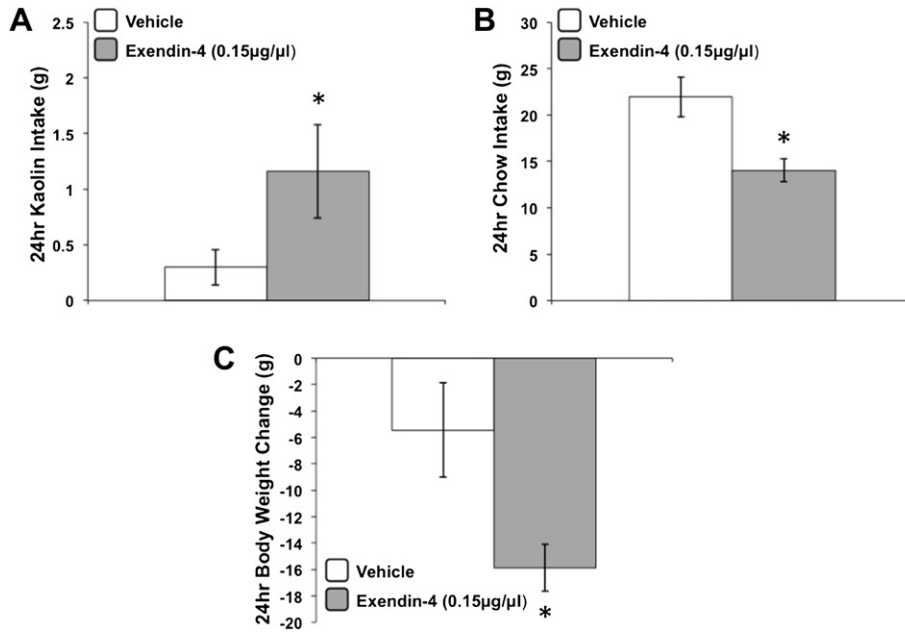 A
Vehicle
Exendin-4 (0.15µg/µl)
24hr Kaolin Intake (g)
2.5
2
1.5
1
0.5
0
*
B
Vehicle
Exendin-4 (0.15µg/µl)
24hr Chow Intake (g)
30
25
20
15
10
5
0
*
C
24hr Body Weight Change (g)
0
-2
-4
-6
-8
-10
-12
-14
-16
-18
-20
Vehicle
Exendin-4 (0.15µg/µl)
*